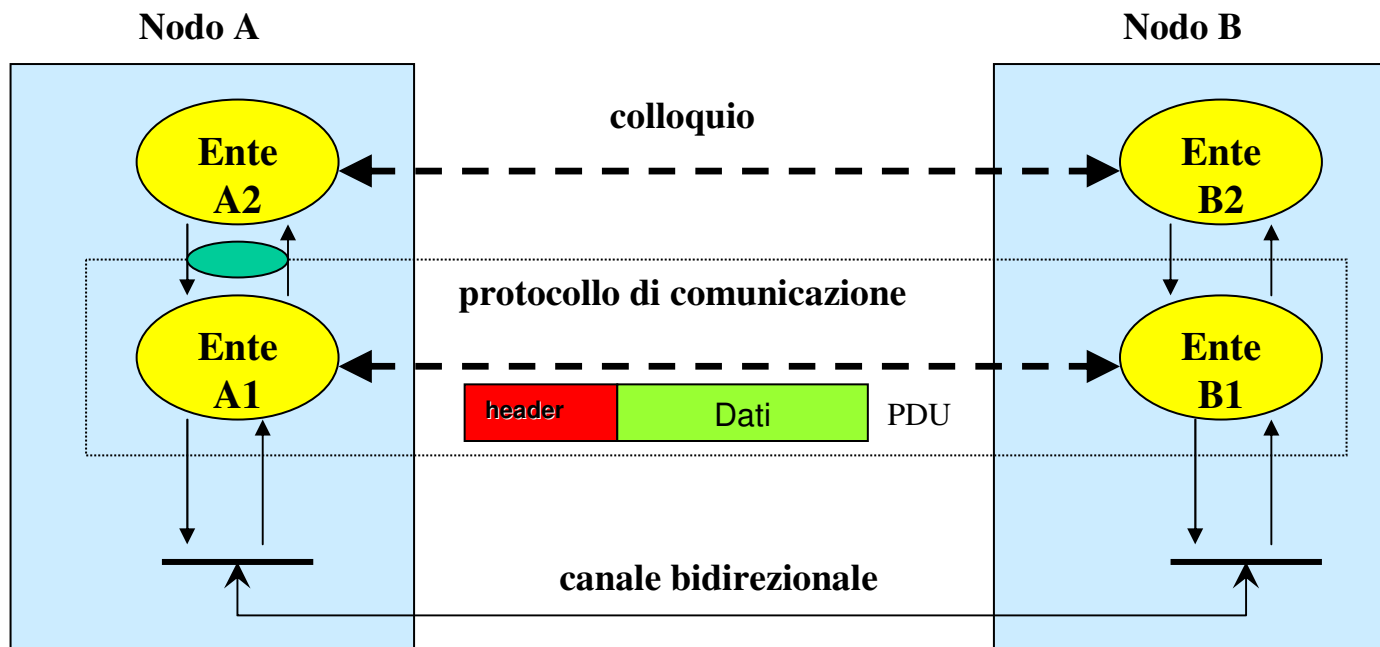 Nodo A
Nodo B
colloquio
Ente
A2
Ente
B2
protocollo di comunicazione
Ente
A1
Ente
B1
header
Dati
PDU
canale bidirezionale